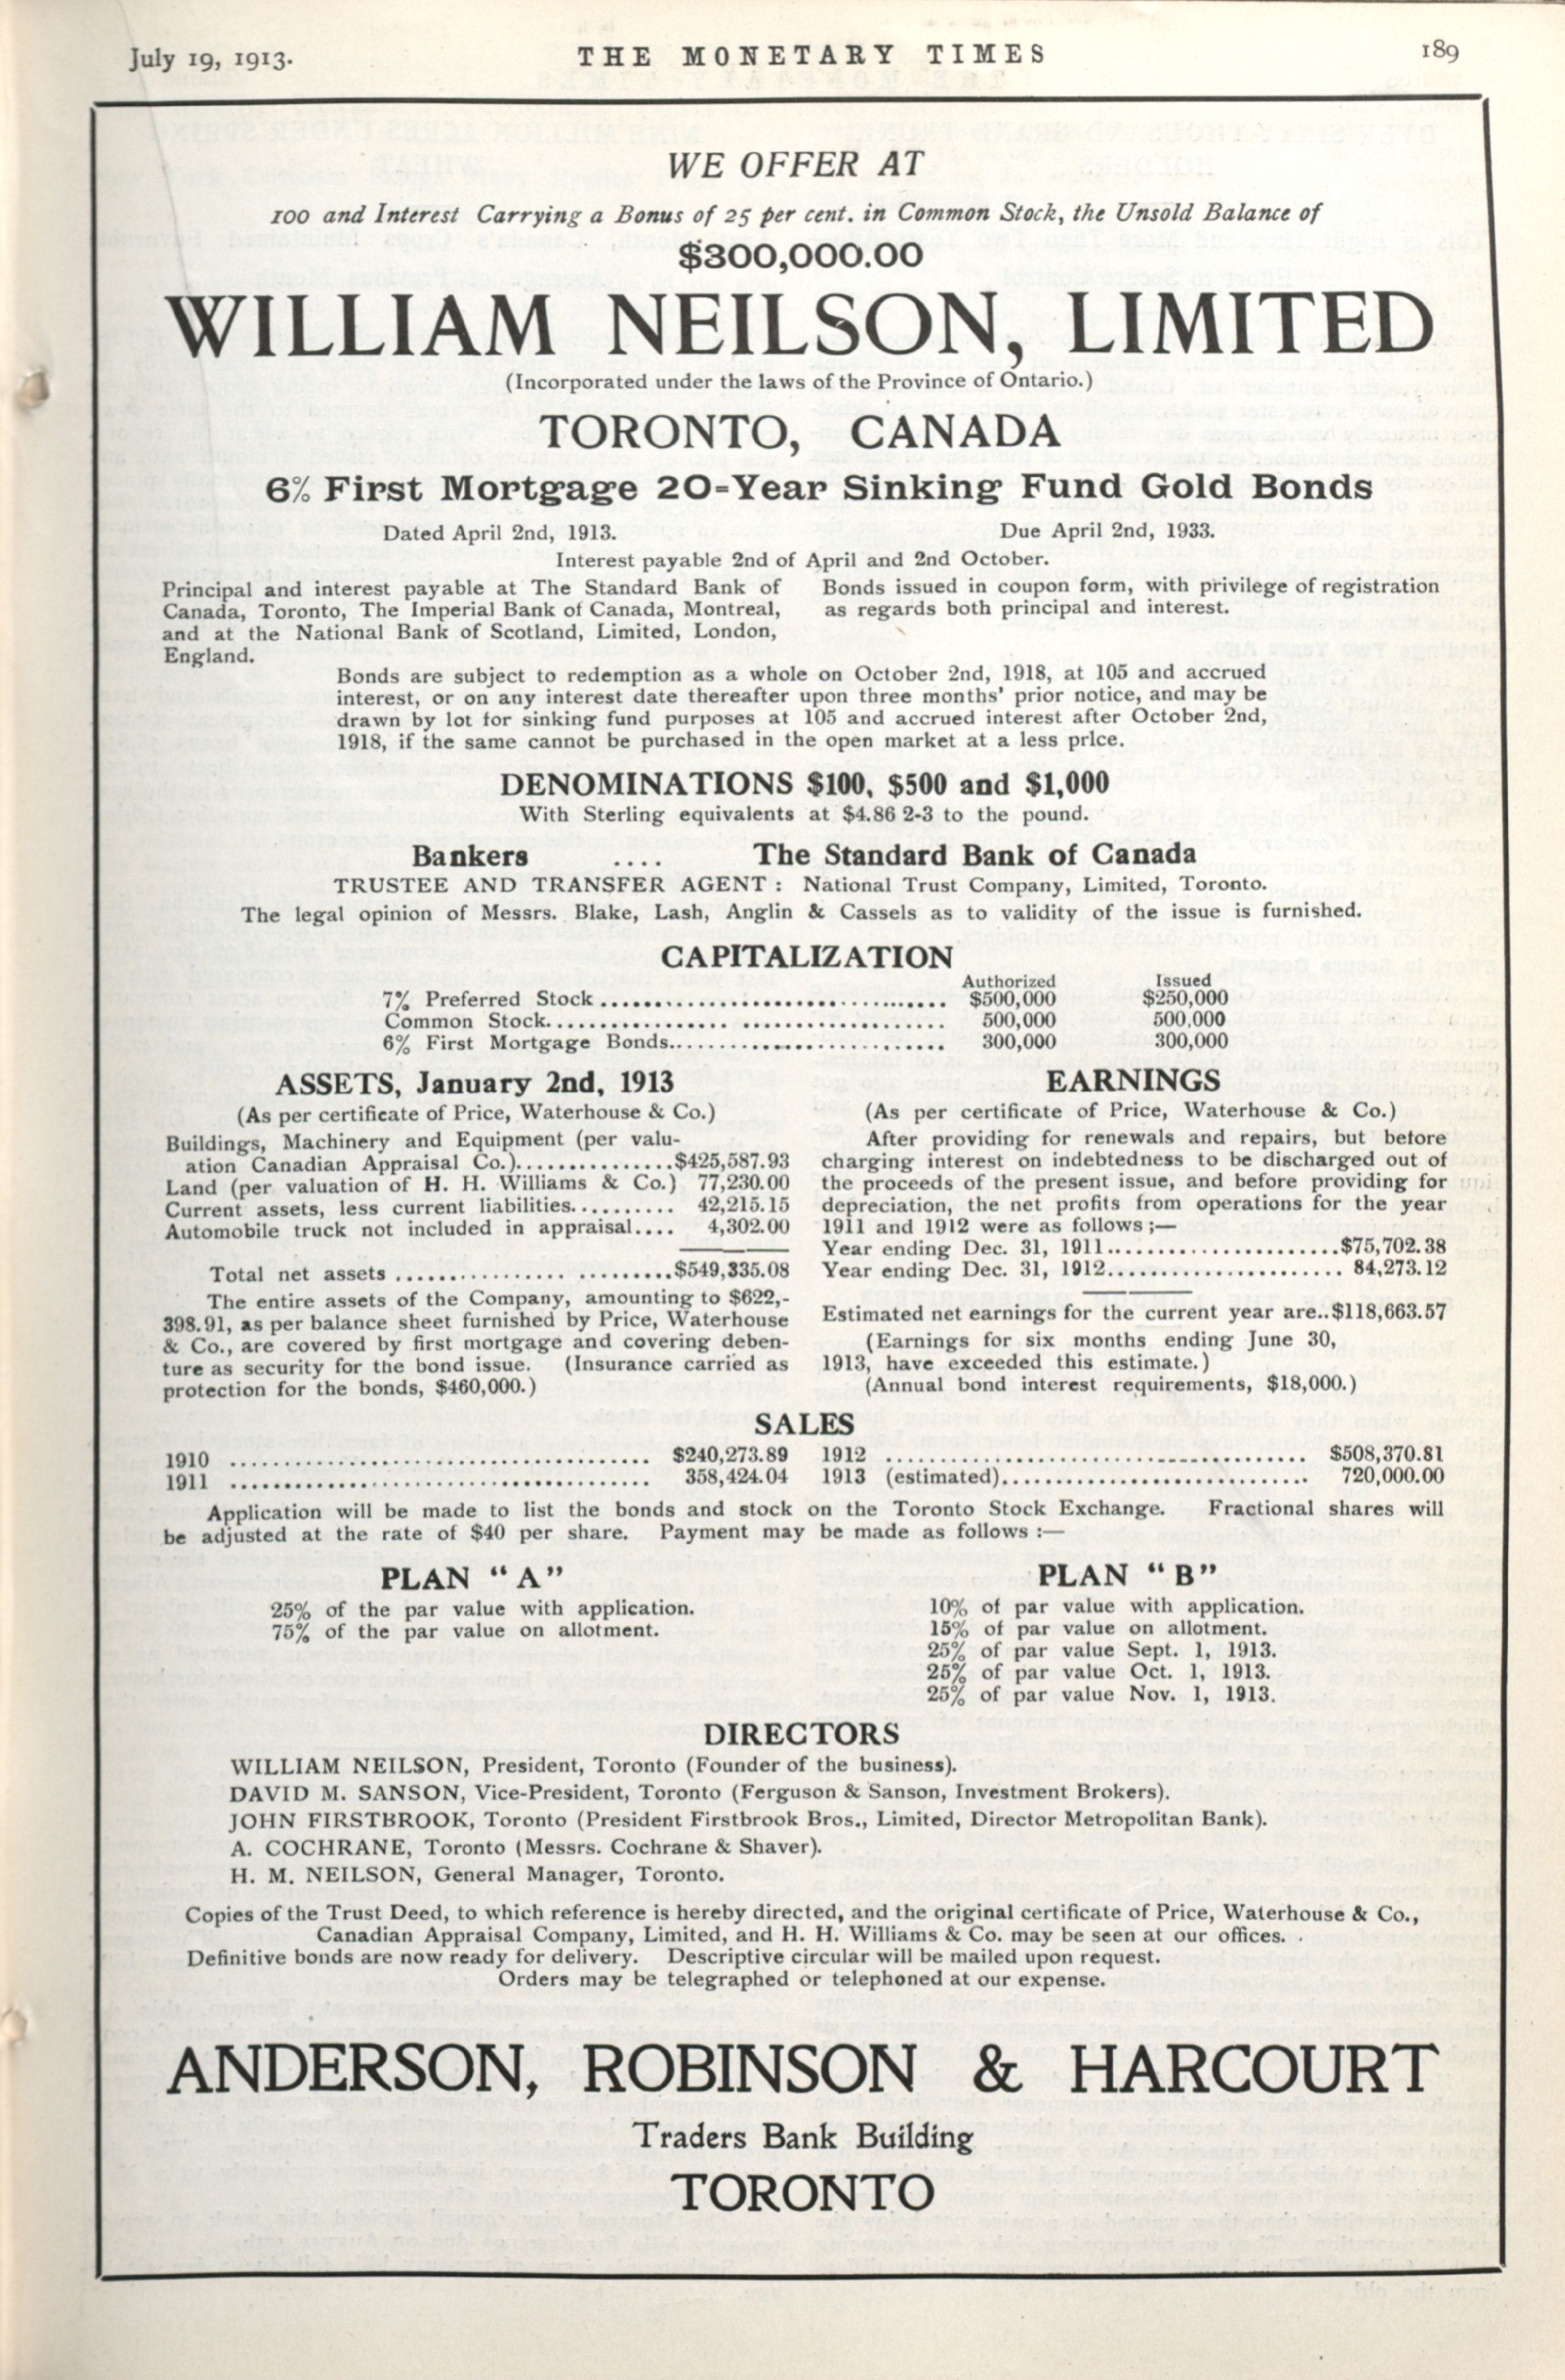 July 19, 1913.
THE MONETARY TIMES
189
WE OFFER AT
100 and Interest Carrying a Bonus of 25 per cent. in Common Stock, the Unsold Balance of
$300,000.00
WILLIAM NEILSON, LIMITED
(Incorporated under the laws of the Province of Ontario.)
TORONTO, CANADA
6% First Mortgage 20-Year Sinking Fund Gold Bonds
Dated April 2nd, 1913.
Due April 2nd, 1933.
Interest payable 2nd of April and 2nd October.
Principal and interest payable at The Standard Bank of
Canada, Toronto, The Imperial Bank of Canada, Montreal,
and at the National Bank of Scotland, Limited, London,
England.
Bonds issued in coupon form, with privilege of registration
as regards both principal and interest.
Bonds are subject to redemption as a whole on October 2nd, 1918, at 105 and accrued
interest, or on any interest date thereafter upon three months' prior notice, and may be
drawn by lot for sinking fund purposes at 105 and accrued interest after October 2nd,
1918, if the same cannot be purchased in the open market at a less price.
DENOMINATIONS $100, $500 and $1,000
With Sterling equivalents at $4.86 2-3 to the pound.
Bankers .... The Standard Bank of Canada
TRUSTEE AND TRANSFER AGENT : National Trust Company, Limited, Toronto.
The legal opinion of Messrs. Blake, Lash, Anglin & Cassels as to validity of the issue is furnished.
CAPITALIZATION
Authorized Issued
7% Preferred Stock........ $500,000 $250,000
Common Stock........ 500,000 500,000
6% First Mortgage Bonds........ 300,000 300,000
ASSETS, January 2nd, 1913
(As per certificate of Price, Waterhouse & Co.)
Buildings, Machinery and Equipment (per valu-
ation Canadian Appraisal Co.)...............$425,587.93
Land (per valuation of H. H. Williams & Co.) 77,230.00
Current assets, less current liabilities.......... 42,215.15
Automobile truck not included in appraisal.... 4,302.00
Total net assets ........................$549,335.08
The entire assets of the Company, amounting to $622,-
398.91, as per balance sheet furnished by Price, Waterhouse
& Co., are covered by first mortgage and covering deben-
ture as security for the bond issue. (Insurance carried as
protection for the bonds, $460,000.)
EARNINGS
(As per certificate of Price, Waterhouse & Co.)
After providing for renewals and repairs, but before
charging interest on indebtedness to be discharged out of
the proceeds of the present issue, and before providing for
depreciation, the net profits from operations for the year
1911 and 1912 were as follows ;—
Year ending Dec. 31, 1911........................$75,702.38
Year ending Dec. 31, 1912........................ 84,273.12
Estimated net earnings for the current year are..$118,663.57
(Earnings for six months ending June 30,
1913, have exceeded this estimate.)
(Annual bond interest requirements, $18,000.)
SALES
1910 ........................ $240,273.89 1912 ........................ $508,370.81
1911 ........................ 358,424.04 1913 (estimated)........................ 720,000.00
Application will be made to list the bonds and stock on the Toronto Stock Exchange. Fractional shares will
be adjusted at the rate of $40 per share. Payment may be made as follows :—
PLAN "A"
25% of the par value with application.
75% of the par value on allotment.
PLAN "B"
10% of par value with application.
15% of par value on allotment.
25% of par value Sept. 1, 1913.
25% of par value Oct. 1, 1913.
25% of par value Nov. 1, 1913.
DIRECTORS
WILLIAM NEILSON, President, Toronto (Founder of the business).
DAVID M. SANSON, Vice-President, Toronto (Ferguson & Sanson, Investment Brokers).
JOHN FIRSTBROOK, Toronto (President Firstbrook Bros., Limited, Director Metropolitan Bank).
A. COCHRANE, Toronto (Messrs. Cochrane & Shaver).
H. M. NEILSON, General Manager, Toronto.
Copies of the Trust Deed, to which reference is hereby directed, and the original certificate of Price, Waterhouse & Co.,
Canadian Appraisal Company, Limited, and H. H. Williams & Co. may be seen at our offices.
Definitive bonds are now ready for delivery. Descriptive circular will be mailed upon request.
Orders may be telegraphed or telephoned at our expense.
ANDERSON, ROBINSON & HARCOURT
Traders Bank Building
TORONTO